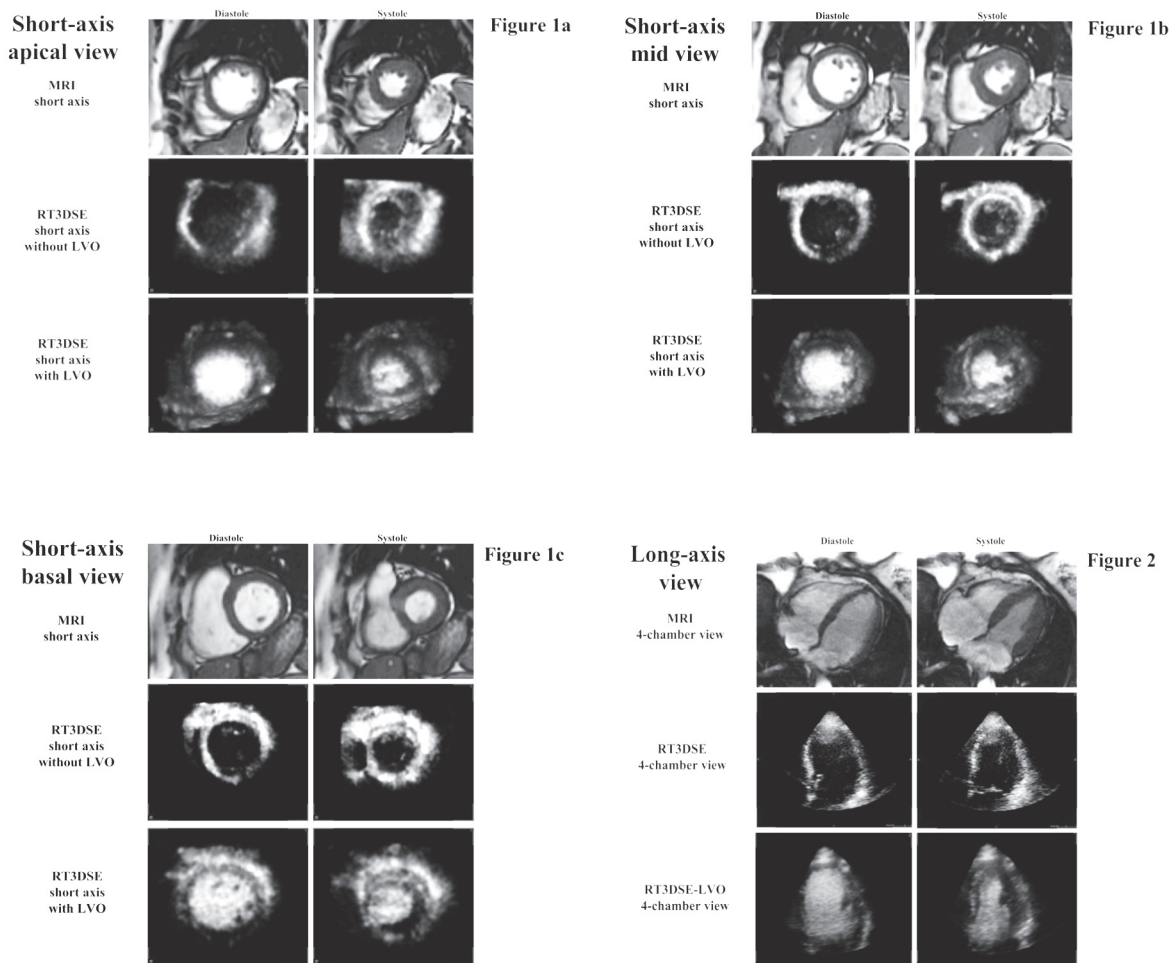 Short-axis
apical view
Diastole
Systole
Figure 1a
MRI
short axis
RT3DSE
short axis
without LVO
RT3DSE
short axis
with LVO
Short-axis
mid view
Diastole
Systole
Figure 1b
MRI
short axis
RT3DSE
short axis
without LVO
RT3DSE
short axis
with LVO
Short-axis
basal view
Diastole
Systole
Figure 1c
MRI
short axis
RT3DSE
short axis
without LVO
RT3DSE
short axis
with LVO
Long-axis
view
Diastole
Systole
Figure 2
MRI
4-chamber view
RT3DSE
4-chamber view
RT3DSE-LVO
4-chamber view